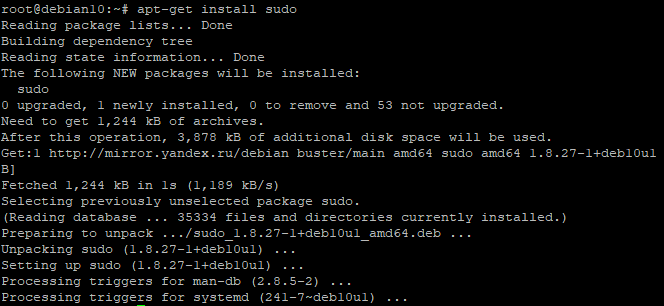 root@debian10:~# apt-get install sudo
Reading package lists... Done
Building dependency tree
Reading state information... Done
The following NEW packages will be installed:
  sudo
0 upgraded, 1 newly installed, 0 to remove and 53 not upgraded.
Need to get 1,244 kB of archives.
After this operation, 3,878 kB of additional disk space will be used.
Get:1 http://mirror.yandex.ru/debian buster/main amd64 sudo amd64 1.8.27-1+deb10u1
B]
Fetched 1,244 kB in 1s (1,189 kB/s)
Selecting previously unselected package sudo.
(Reading database ... 35334 files and directories currently installed.)
Preparing to unpack .../sudo_1.8.27-1+deb10u1_amd64.deb ...
Unpacking sudo (1.8.27-1+deb10u1) ...
Setting up sudo (1.8.27-1+deb10u1) ...
Processing triggers for man-db (2.8.5-2) ...
Processing triggers for systemd (241-7~deb10u1) ...